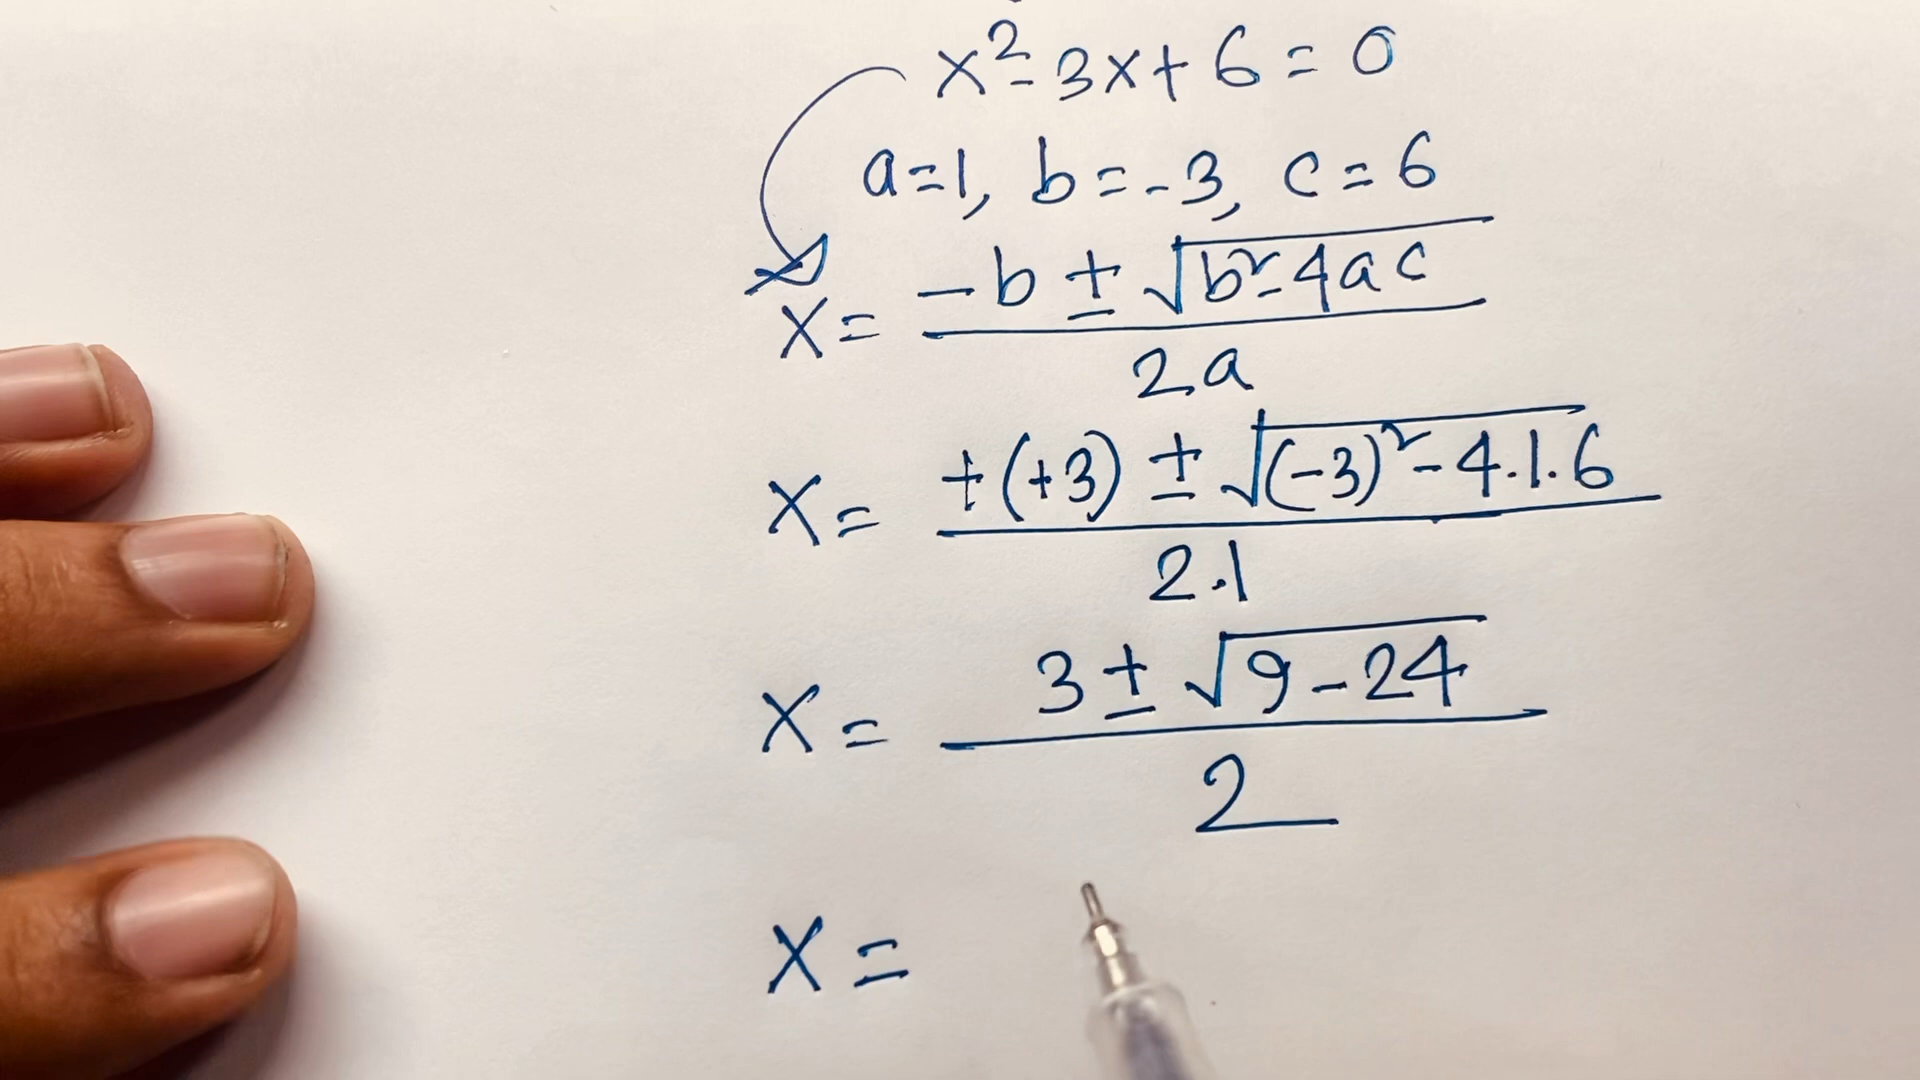 x² - 3x + 6 = 0
a = 1, b = -3, c = 6
x = (-b ± √(b² - 4ac)) / 2a
x = (+(+3) ± √((-3)² - 4.1.6)) / 2.1
x = (3 ± √(9 - 24)) / 2
x =